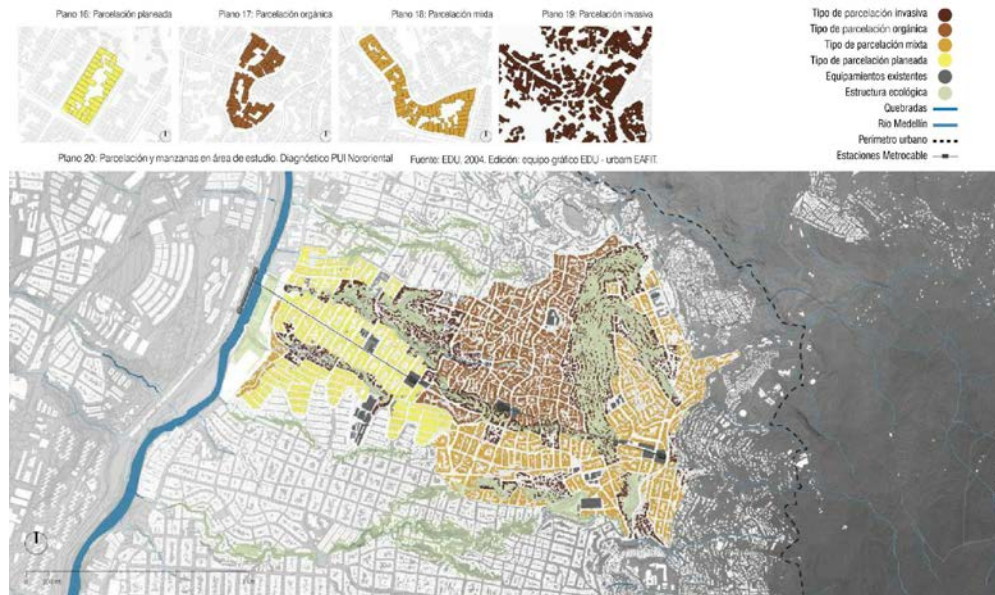 Plano 16: Parcelación planeada
Plano 17: Parcelación orgánica
Plano 18: Parcelación mixta
Plano 19: Parcelación invasiva
Tipo de parcelación invasiva
Tipo de parcelación orgánica
Tipo de parcelación mixta
Tipo de parcelación planeada
Equipamientos existentes
Estructura ecológica
Quebradas
Río Medellín
Perímetro urbano
Estaciones Metrocable
Plano 20: Parcelación y manzanas en área de estudio. Diagnóstico PUI Nororiental
Fuente: EDU, 2004. Edición: equipo gráfico EDU - urbam EAFIT.